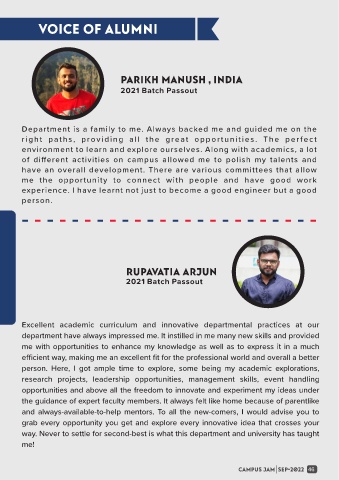 VOICE OF ALUMNI
PARIKH MANUSH , INDIA
2021 Batch Passout
Department is a family to me. Always backed me and guided me on the
right paths, providing all the great opportunities. The perfect
environment to learn and explore ourselves. Along with academics, a lot
of different activities on campus allowed me to polish my talents and
have an overall development. There are various committees that allow
me the opportunity to connect with people and have good work
experience. I have learnt not just to become a good engineer but a good
person.
RUPAVATIA ARJUN
2021 Batch Passout
Excellent academic curriculum and innovative departmental practices at our
department have always impressed me. It instilled in me many new skills and provided
me with opportunities to enhance my knowledge as well as to express it in a much
efficient way, making me an excellent fit for the professional world and overall a better
person. Here, I got ample time to explore, some being my academic explorations,
research projects, leadership opportunities, management skills, event handling
opportunities and above all the freedom to innovate and experiment my ideas under
the guidance of expert faculty members. It always felt like home because of parentlike
and always-available-to-help mentors. To all the new-comers, I would advise you to
grab every opportunity you get and explore every innovative idea that crosses your
way. Never to settle for second-best is what this department and university has taught
me!
CAMPUS JAM | SEP-2022 46